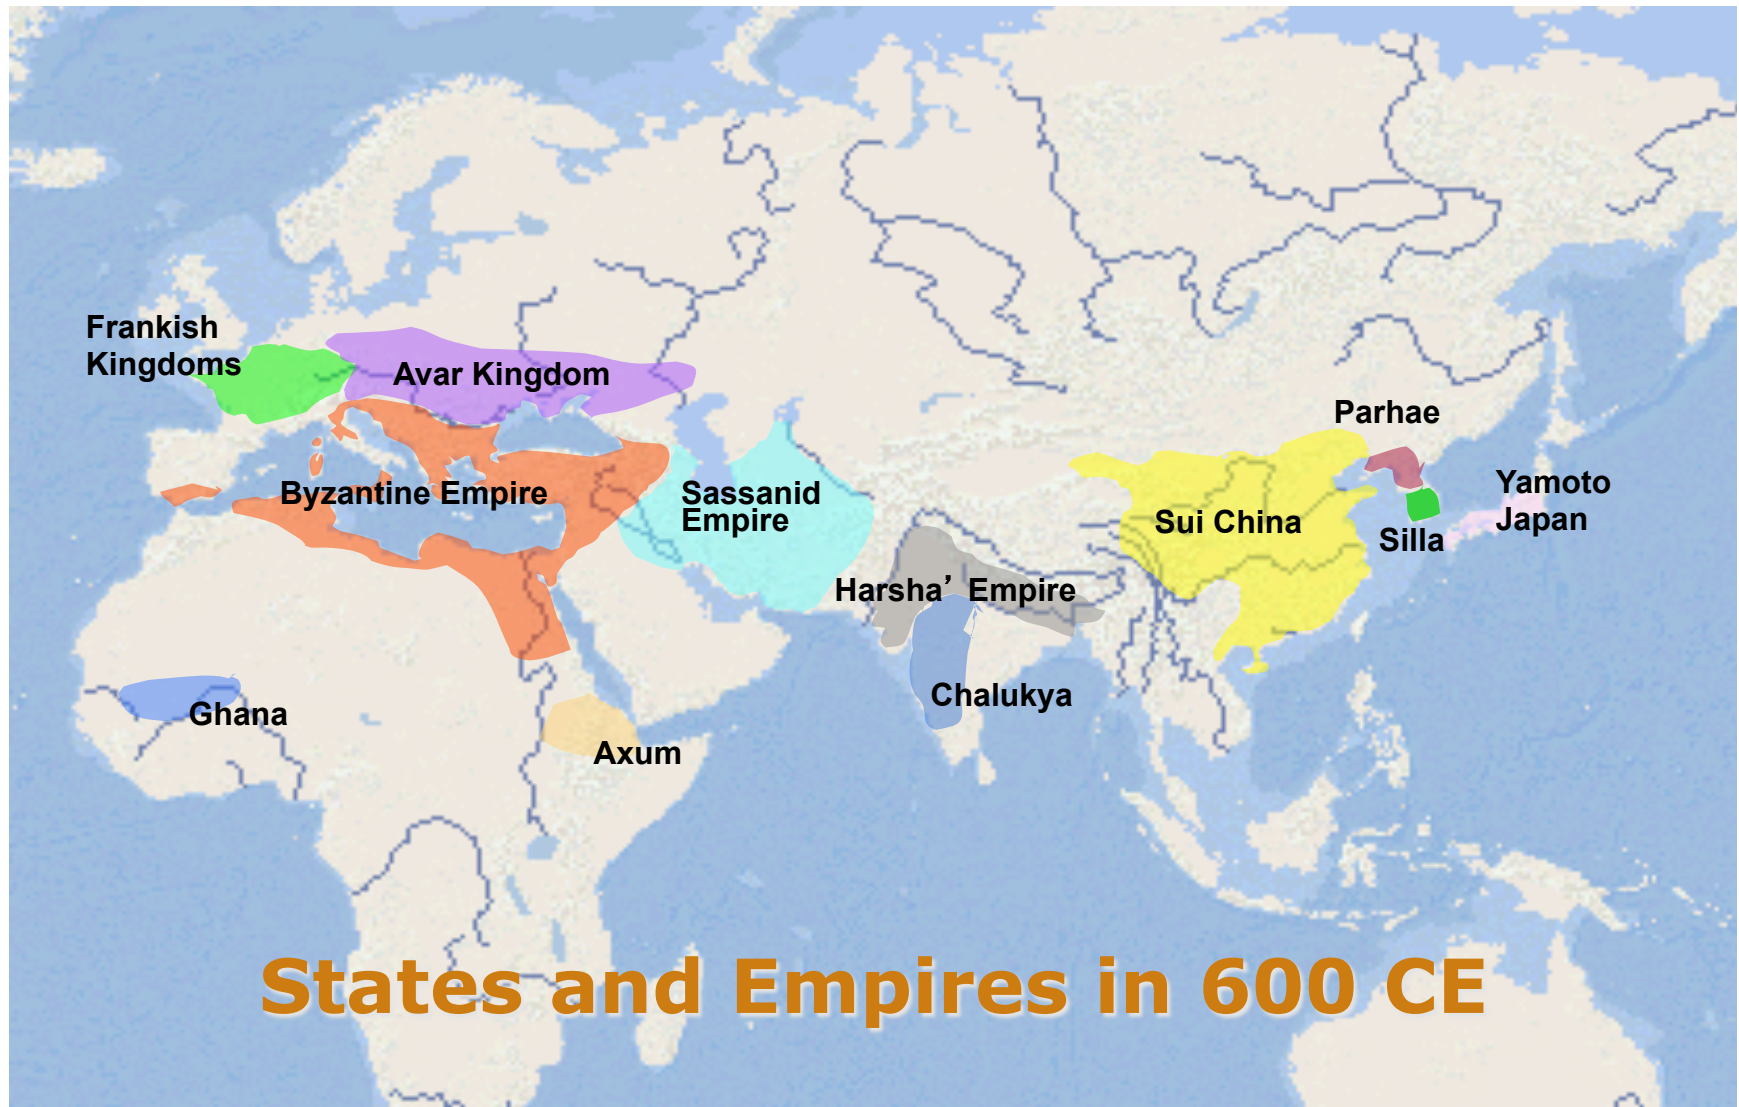 Frankish
Kingdoms
Avar Kingdom
Parhae
Byzantine Empire
Sassanid
Empire
Sui China
Yamoto
Japan
Silla
Harsha’ Empire
Chalukya
Ghana
Axum
States and Empires in 600 CE